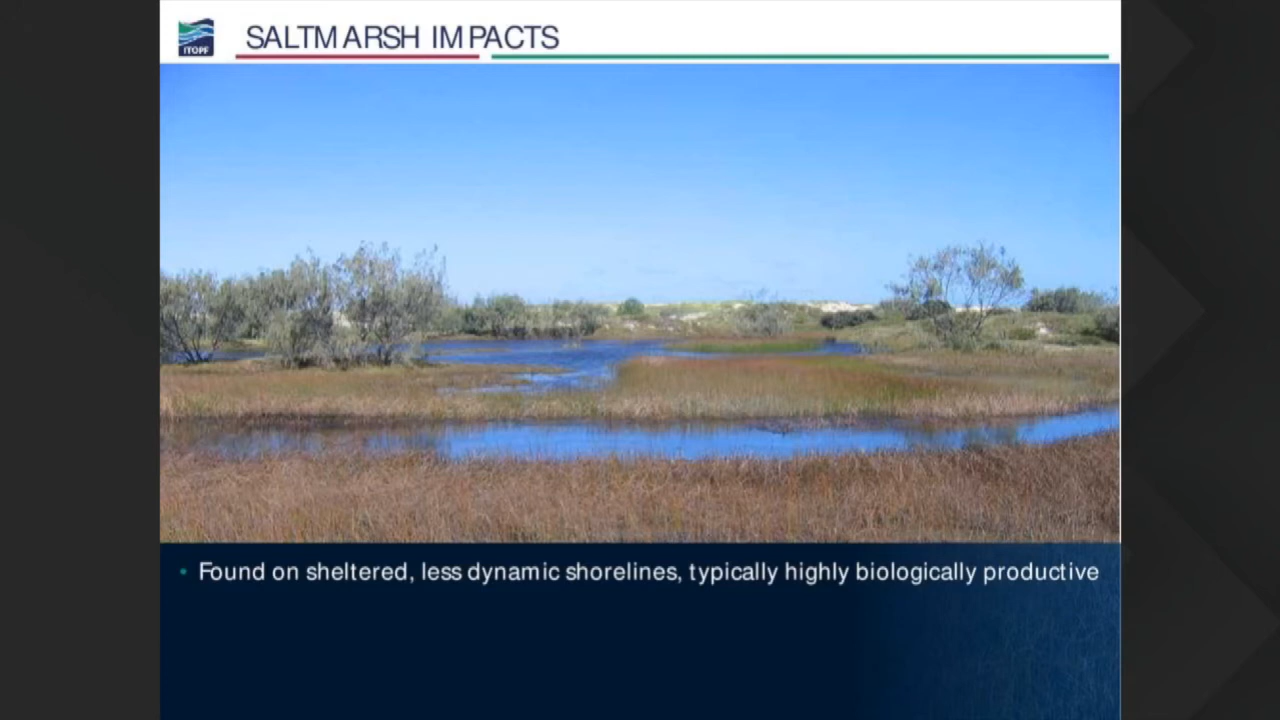 ITOPF
SALTMARSH IMPACTS
• Found on sheltered, less dynamic shorelines, typically highly biologically productive